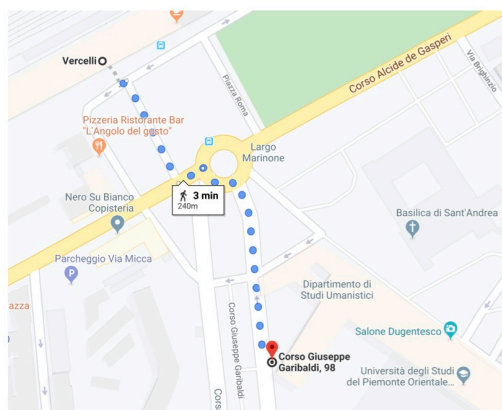 Vercelli
Corso Alcide de Gasperi
Via Brighinzio
Piazza Roma
Pizzeria Ristorante Bar
"L'Angolo del gusto"
Largo
Marinone
3 min
240m
Nero Su Bianco
Copisteria
Basilica di Sant'Andrea
Parcheggio Via Micca
Dipartimento di
Studi Umanistici
azza
Corso Giuseppe Garibaldi
Salone Dugentesco
Corso Giuseppe
Garibaldi, 98
Università degli Studi
del Piemonte Orientale...